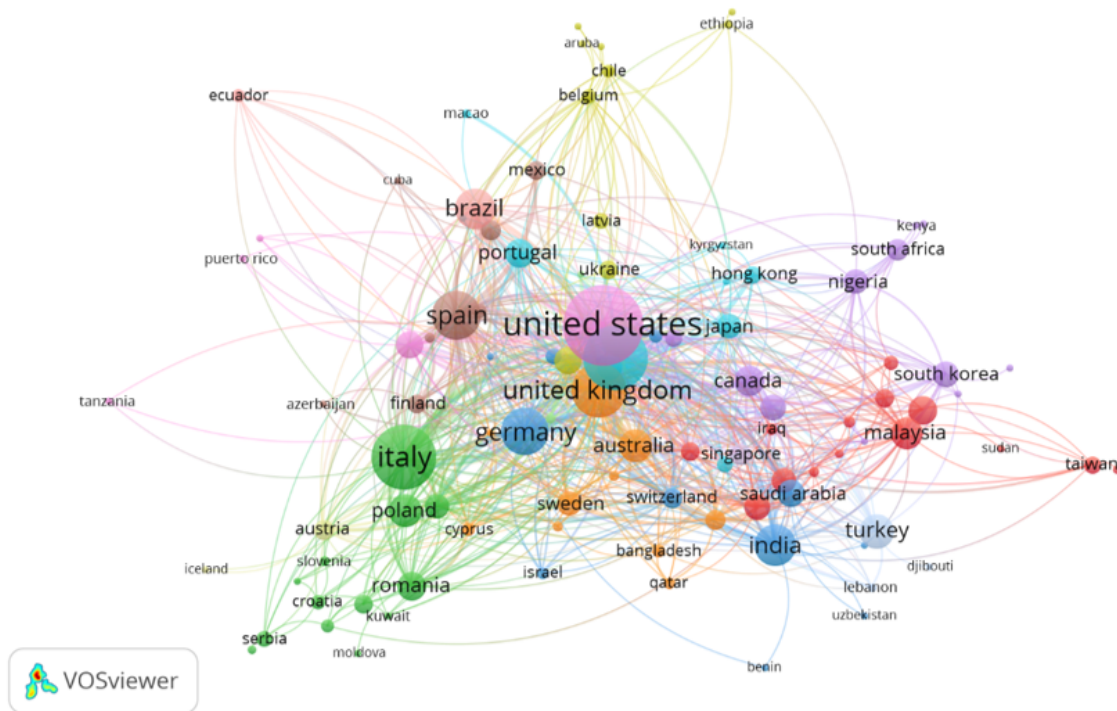 ethiopia
aruba
chile
ecuador
belgium
macao
mexico
cuba
brazil
latvia
kenya
portugal
kyrgyzstan
south africa
puerto rico
ukraine
hong kong
nigeria
spain
united states
japan
south korea
canada
united kingdom
tanzania
azerbaijan
finland
iraq
germany
malaysia
australia
sudan
italy
singapore
taiwan
saudi arabia
switzerland
sweden
poland
austria
cyprus
turkey
india
bangladesh
slovenia
iceland
israel
djibouti
qatar
romania
lebanon
croatia
kuwait
uzbekistan
serbia
moldova
benin
VOSviewer